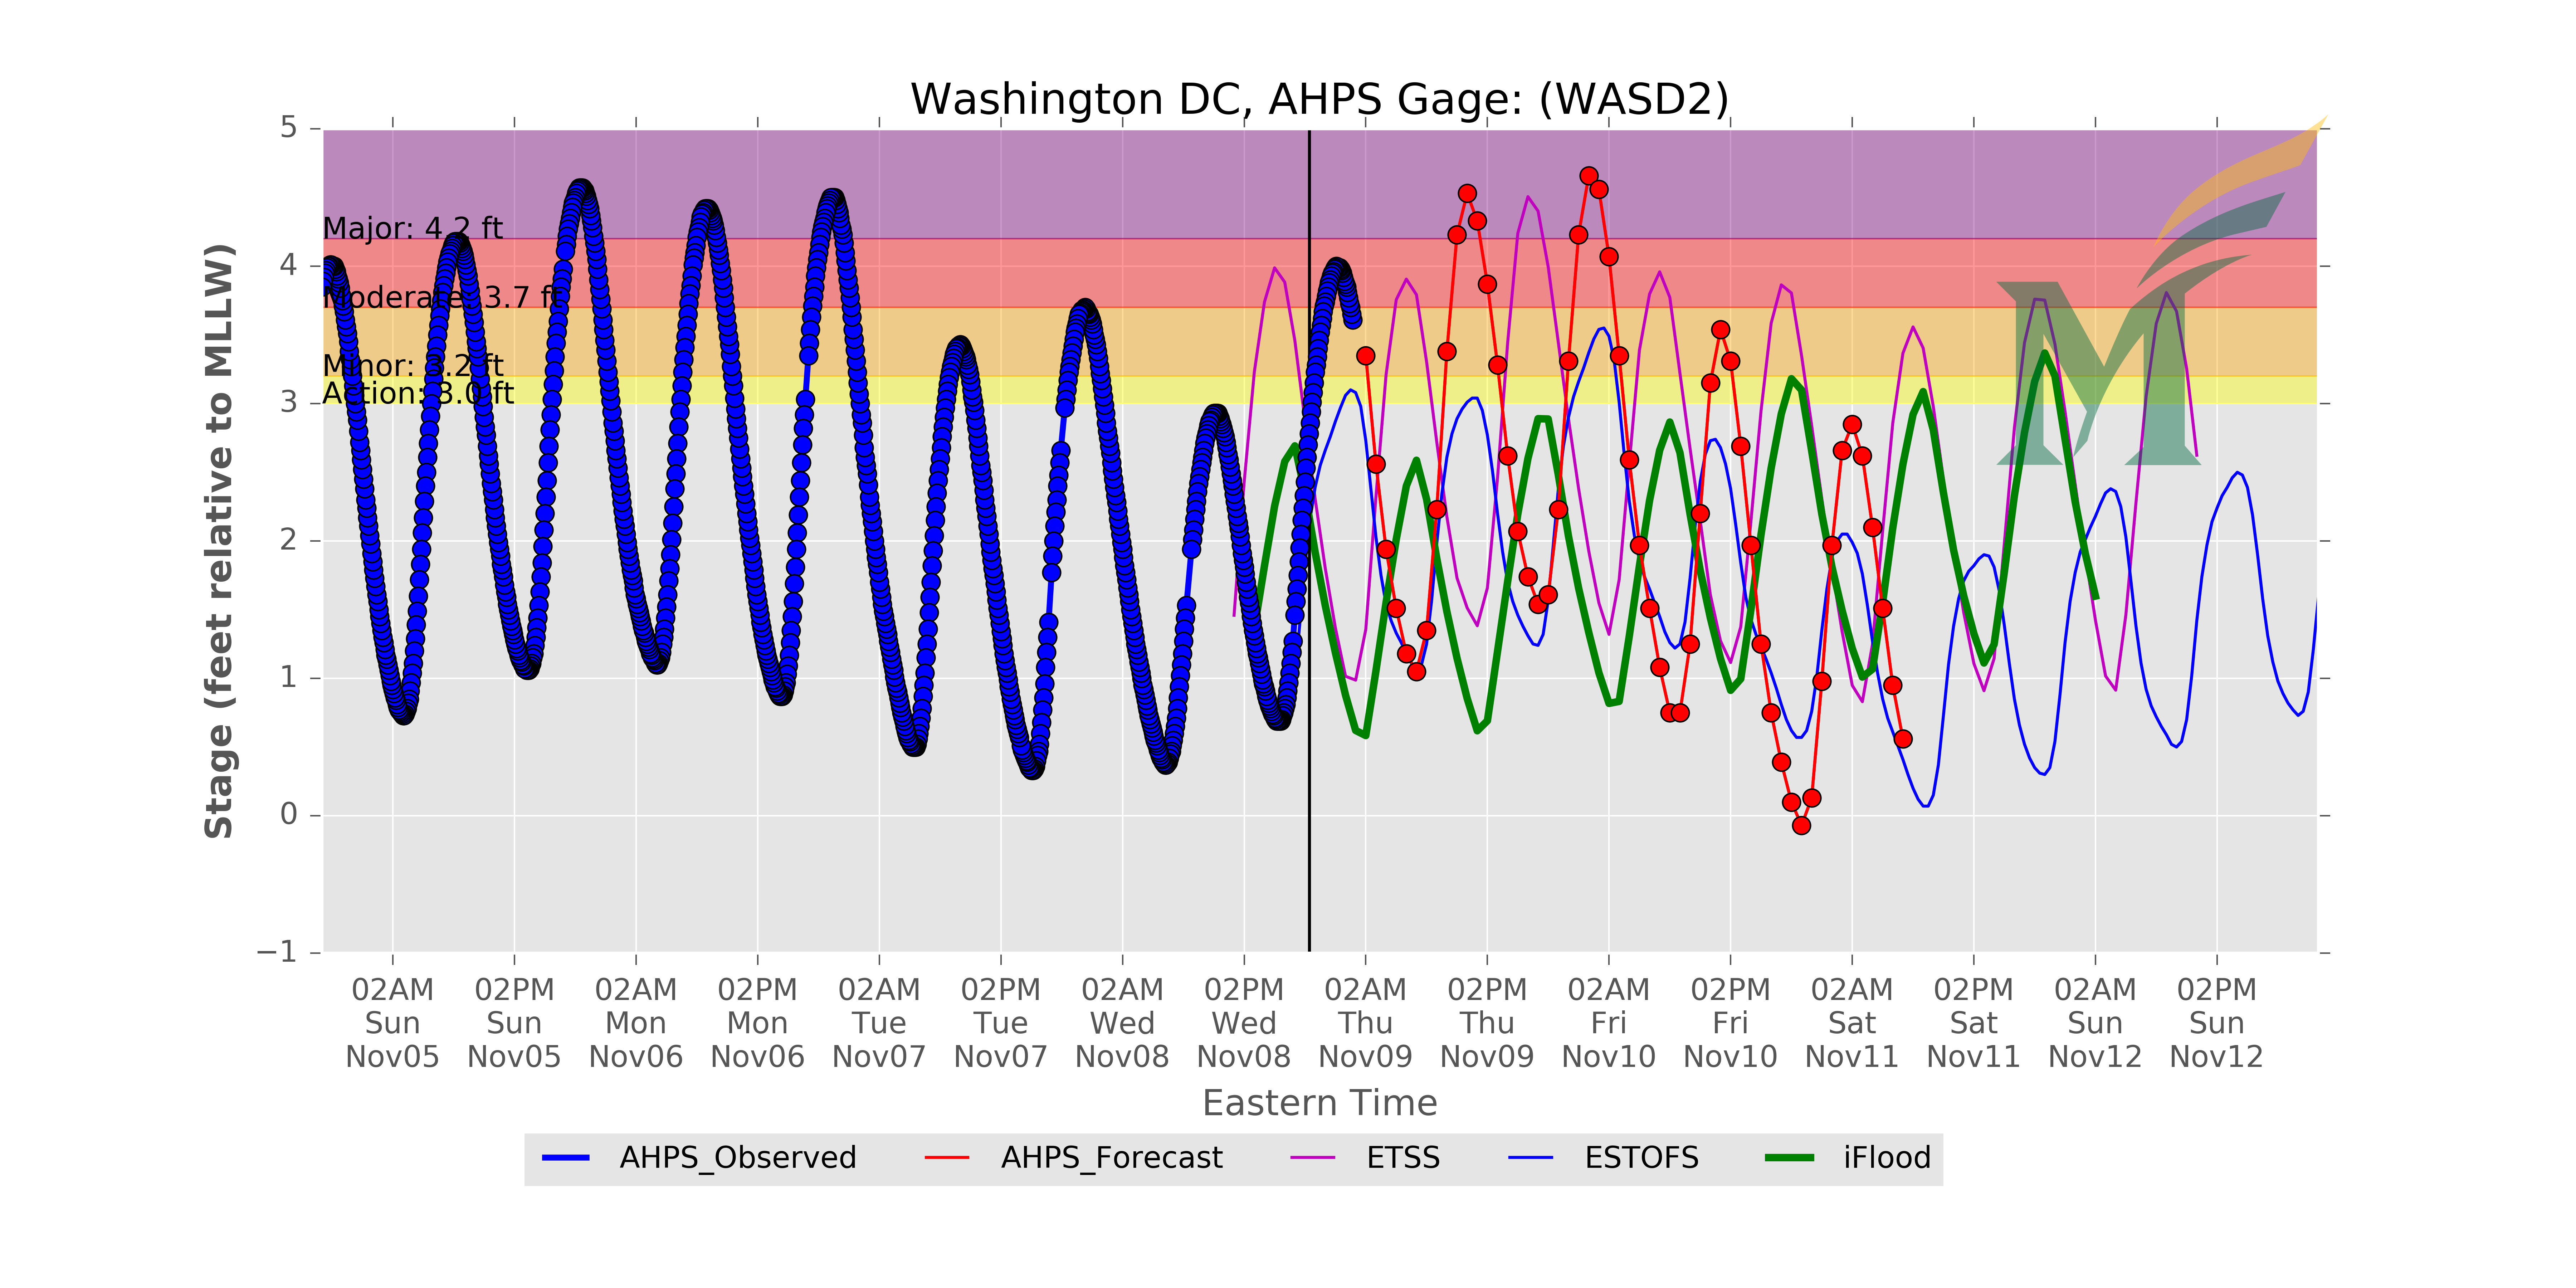 Washington DC, AHPS Gage: (WASD2)
Stage (feet relative to MLLW)
5
4
3
2
1
0
−1
Major: 4.2 ft
Moderate: 3.7 ft
Minor: 3.2 ft
Action: 3.0 ft
02AM 02PM 02AM 02PM 02AM 02PM 02AM 02PM 02AM 02PM 02AM 02PM 02AM 02PM 02AM 02PM
Sun Sun Mon Mon Tue Tue Wed Wed Thu Thu Fri Fri Sat Sat Sun Sun
Nov05 Nov05 Nov06 Nov06 Nov07 Nov07 Nov08 Nov08 Nov09 Nov09 Nov10 Nov10 Nov11 Nov11 Nov12 Nov12
Eastern Time
AHPS_Observed AHPS_Forecast ETSS ESTOFS iFlood